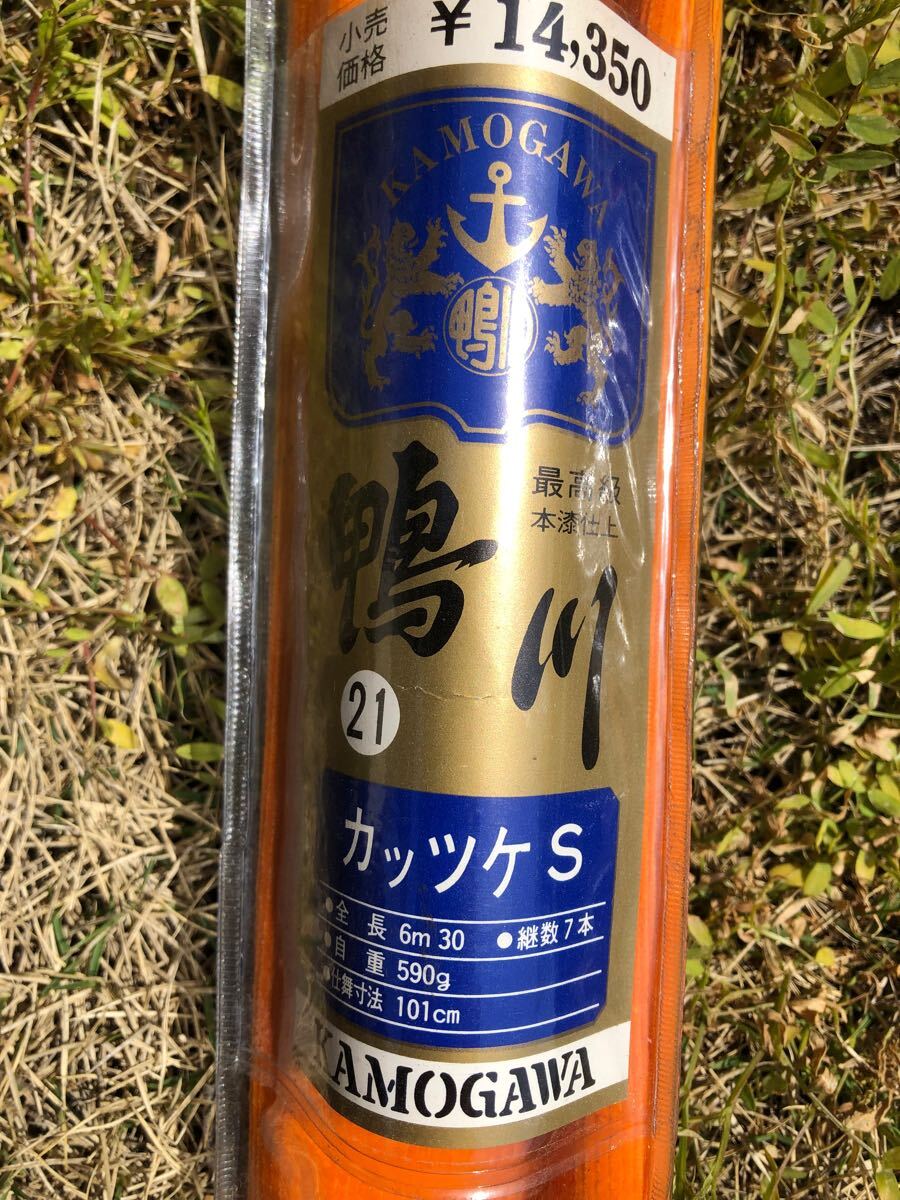 小売
価格
¥14,350
KAMOGAWA
鴨川
最高級
本漆仕上
鴨川
21
カッツケS
●全長 6m30 ●継数7本
●自重 590g
●仕舞寸法 101cm
KAMOGAWA